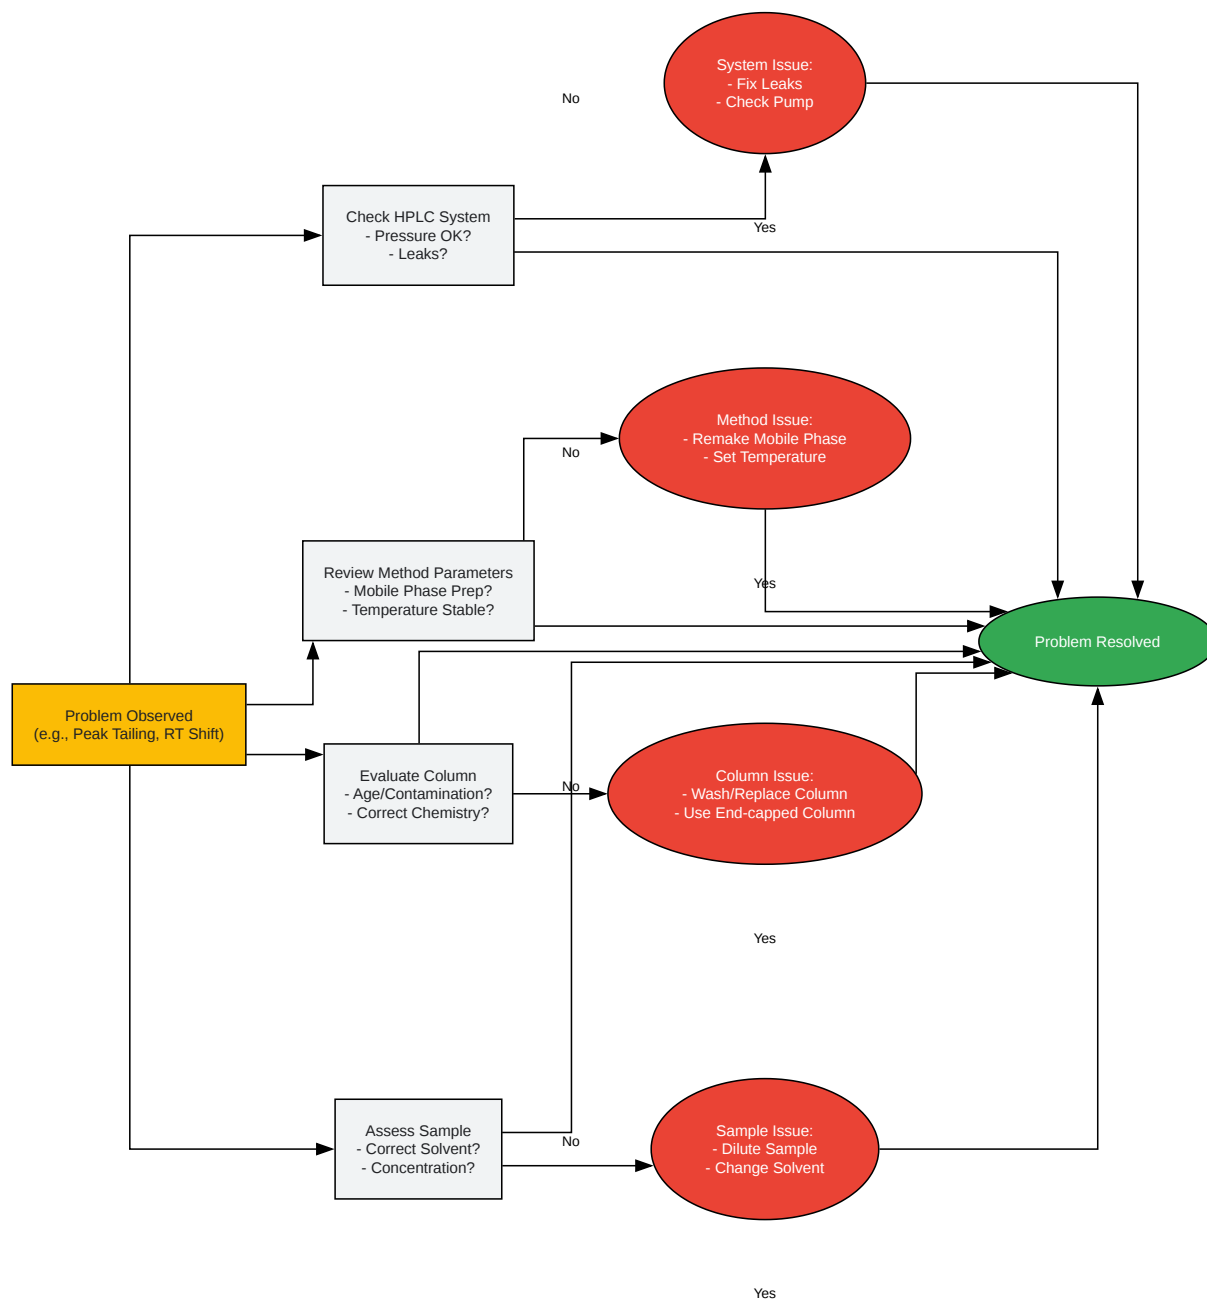 System Issue:
- Fix Leaks
- Check Pump
No
Check HPLC System
- Pressure OK?
- Leaks?
Yes
Method Issue:
- Remake Mobile Phase
- Set Temperature
No
Review Method Parameters
- Mobile Phase Prep?
- Temperature Stable?
Yes
Problem Resolved
Problem Observed
(e.g., Peak Tailing, RT Shift)
Evaluate Column
- Age/Contamination?
- Correct Chemistry?
No
Column Issue:
- Wash/Replace Column
- Use End-capped Column
Yes
Assess Sample
- Correct Solvent?
- Concentration?
No
Sample Issue:
- Dilute Sample
- Change Solvent
Yes